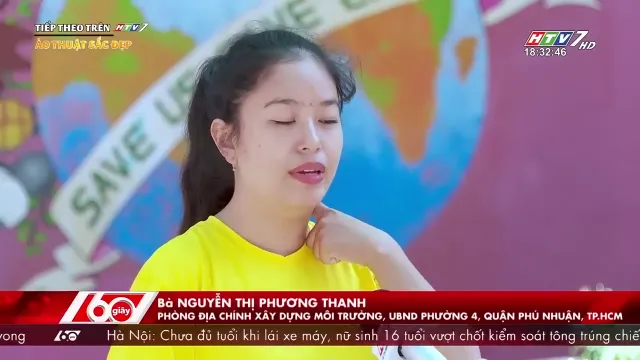 TIẾP THEO TRÊN HTV7
ẢO THUẬT SẮC ĐẸP
HTV7 HD
18:32:46
SAVE US
60 giây
Bà NGUYỄN THỊ PHƯƠNG THANH
PHÒNG ĐỊA CHÍNH XÂY DỰNG MÔI TRƯỜNG, UBND PHƯỜNG 4, QUẬN PHÚ NHUẬN, TP.HCM
vong 60s Hà Nội: Chưa đủ tuổi khi lái xe máy, nữ sinh 16 tuổi vượt chốt kiểm soát tông trúng chiế